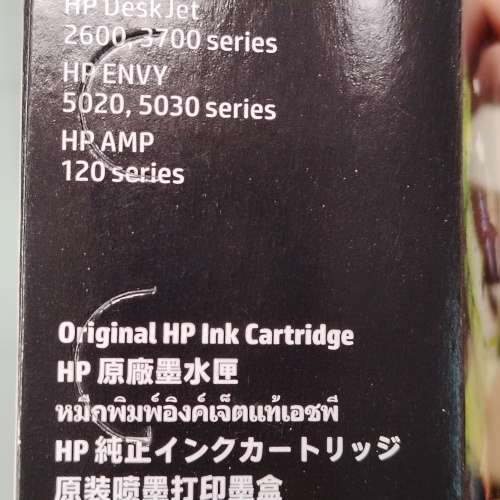 HP DeskJet
2600, 3700 series
HP ENVY
5020, 5030 series
HP AMP
120 series
Original HP Ink Cartridge
HP 原廠墨水匣
หมึกพิมพ์อิงค์เจ็ตแท้เอชพี
HP 純正インクカートリッジ
原装喷墨打印墨盒